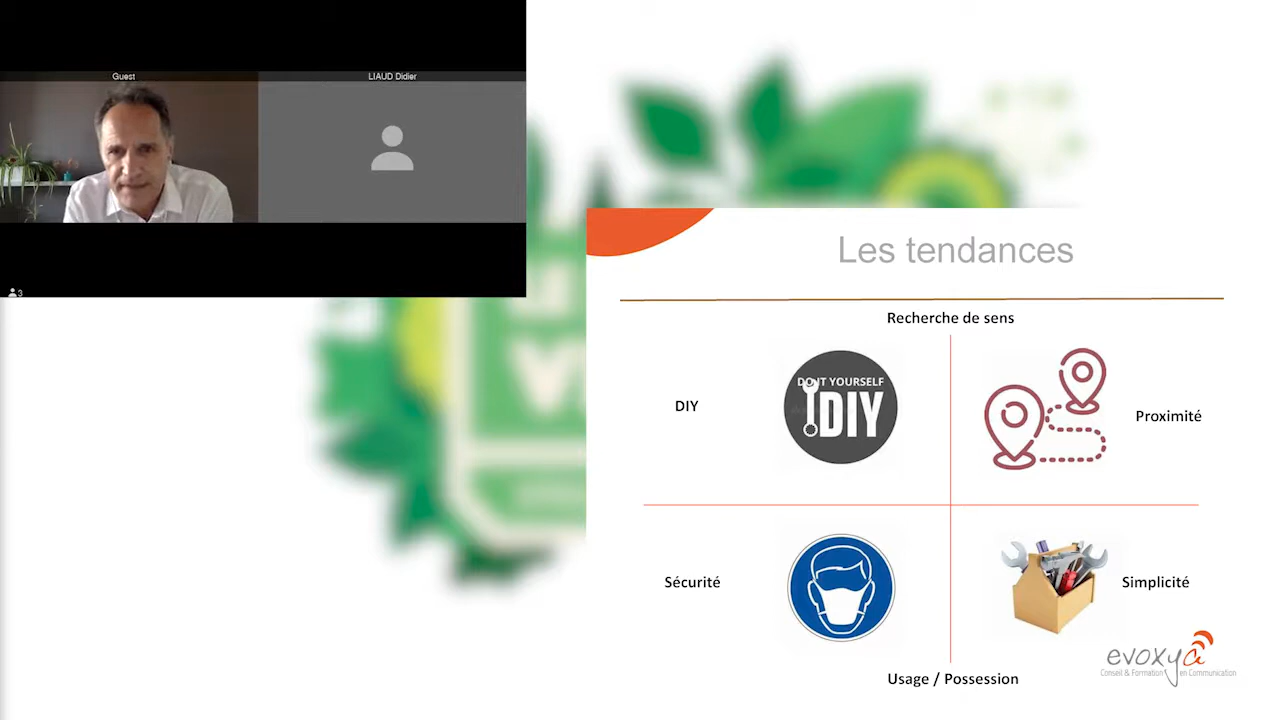 Guest
LIAUD Didier
3
Les tendances
Recherche de sens
DIY
DO IT YOURSELF
DIY
Proximité
Sécurité
Simplicité
evoxya
Conseil & Formation en Communication
Usage / Possession